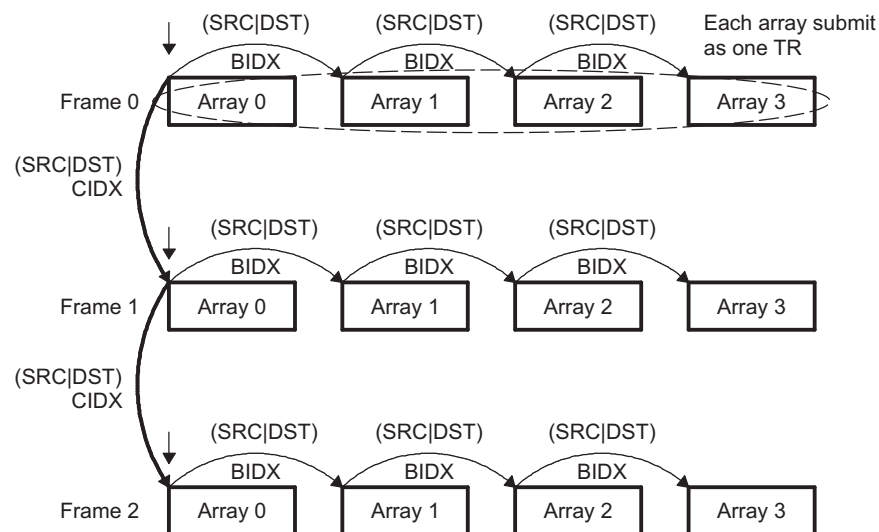 (SRC|DST) (SRC|DST) (SRC|DST) Each array submit
as one TR
BIDX BIDX BIDX
Frame 0 Array 0 Array 1 Array 2 Array 3
(SRC|DST)
CIDX
(SRC|DST) (SRC|DST) (SRC|DST)
BIDX BIDX BIDX
Frame 1 Array 0 Array 1 Array 2 Array 3
(SRC|DST)
CIDX
(SRC|DST) (SRC|DST) (SRC|DST)
BIDX BIDX BIDX
Frame 2 Array 0 Array 1 Array 2 Array 3